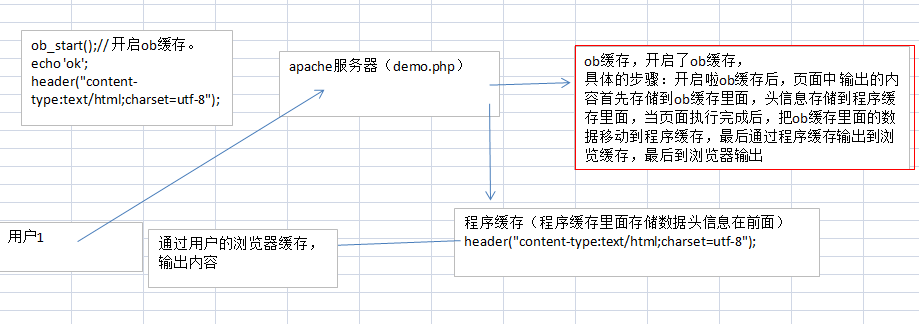 ob_start();// 开启ob缓存。
echo 'ok';
header("content-
type:text/html;charset=utf-8");
apache服务器（demo.php）
ob缓存，开启了ob缓存，
具体的步骤：开启啦ob缓存后，页面中输出的内
容首先存储到ob缓存里面，头信息存储到程序缓
存里面，当页面执行完成后，把ob缓存里面的数
据移动到程序缓存，最后通过程序缓存输出到浏
览缓存，最后到浏览器输出
用户1
通过用户的浏览器缓存，
输出内容
程序缓存（程序缓存里面存储数据头信息在前面）
header("content-type:text/html;charset=utf-8");